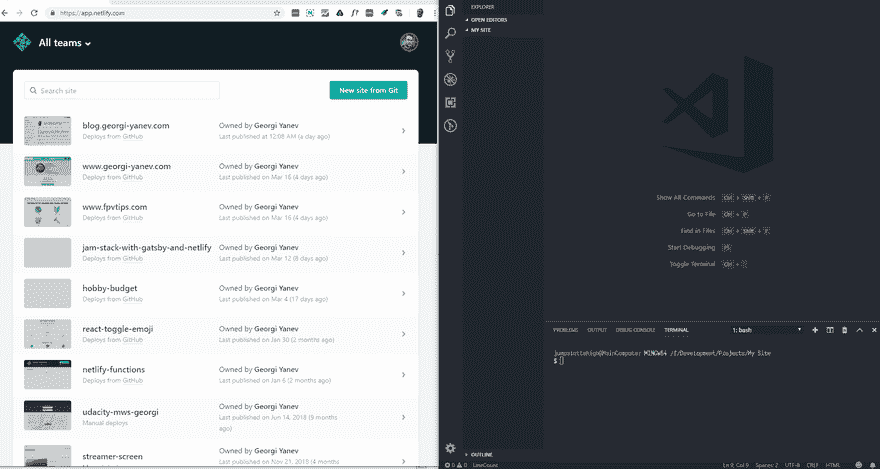 https://app.netlify.com
All teams
Search site
New site from Git
blog.georgi-yanev.com
Deploys from GitHub
Owned by Georgi Yanev
Last published at 12:08 AM (a day ago)
www.georgi-yanev.com
Deploys from GitHub
Owned by Georgi Yanev
Last published on Mar 16 (4 days ago)
www.fpvtips.com
Deploys from GitHub
Owned by Georgi Yanev
Last published on Mar 16 (4 days ago)
jam-stack-with-gatsby-and-netlify
Deploys from GitHub
Owned by Georgi Yanev
Last published on Mar 12 (8 days ago)
hobby-budget
Deploys from GitHub
Owned by Georgi Yanev
Last published on Mar 4 (17 days ago)
react-toggle-emoji
Deploys from GitHub
Owned by Georgi Yanev
Last published on Jan 30 (2 months ago)
netlify-functions
Deploys from GitHub
Owned by Georgi Yanev
Last published on Jan 6 (2 months ago)
udacity-mws-georgi
Manual deploys
Owned by Georgi Yanev
Last published on Jun 14, 2018 (9 months
ago)
streamer-screen
Owned by Georgi Yanev
Last published on Nov 21, 2018 (4 months
EXPLORER
OPEN EDITORS
MY SITE
OUTLINE
Show All Commands Ctrl + Shift + P
Go to File Ctrl + P
Find in Files Ctrl + Shift + F
Start Debugging F5
Toggle Terminal Ctrl +
PROBLEMS OUTPUT DEBUG CONSOLE TERMINAL 1: bash
MINGW64 /f/Development/Projects/My Site
$
0 0 LineCount Ln 9, Col 9 Spaces: 2 UTF-8 CRLF HTML